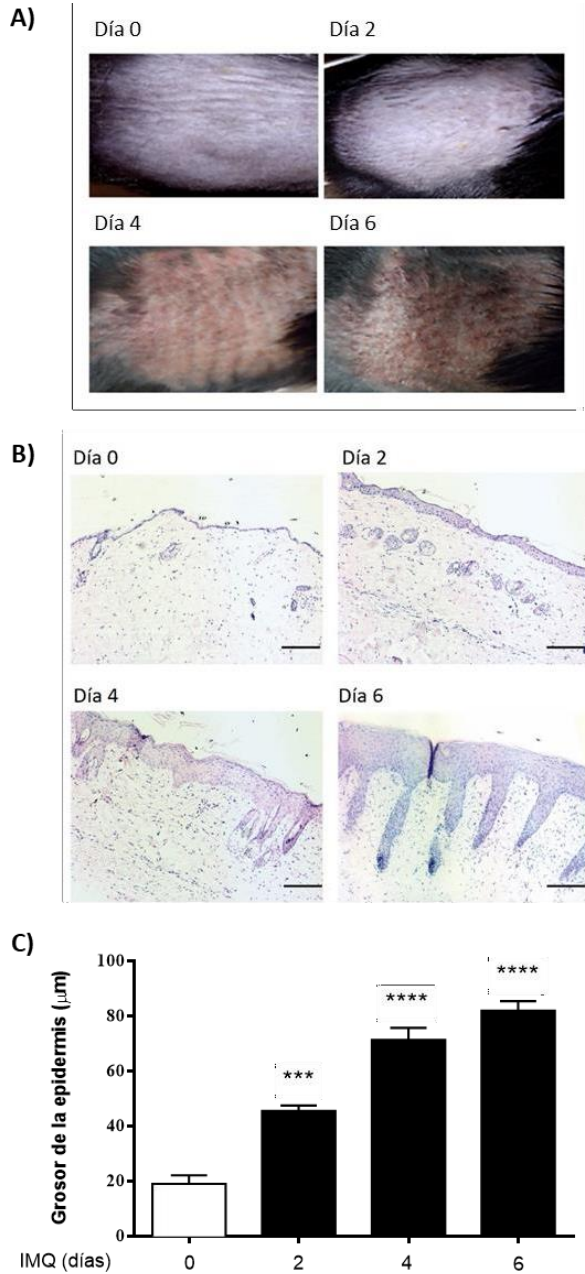 A)
Día 0 Día 2
Día 4 Día 6
B)
Día 0 Día 2
Día 4 Día 6
C)
Grosor de la epidermis (µm)
100
80
60
40
20
0
***
****
****
IMQ (días) 0 2 4 6